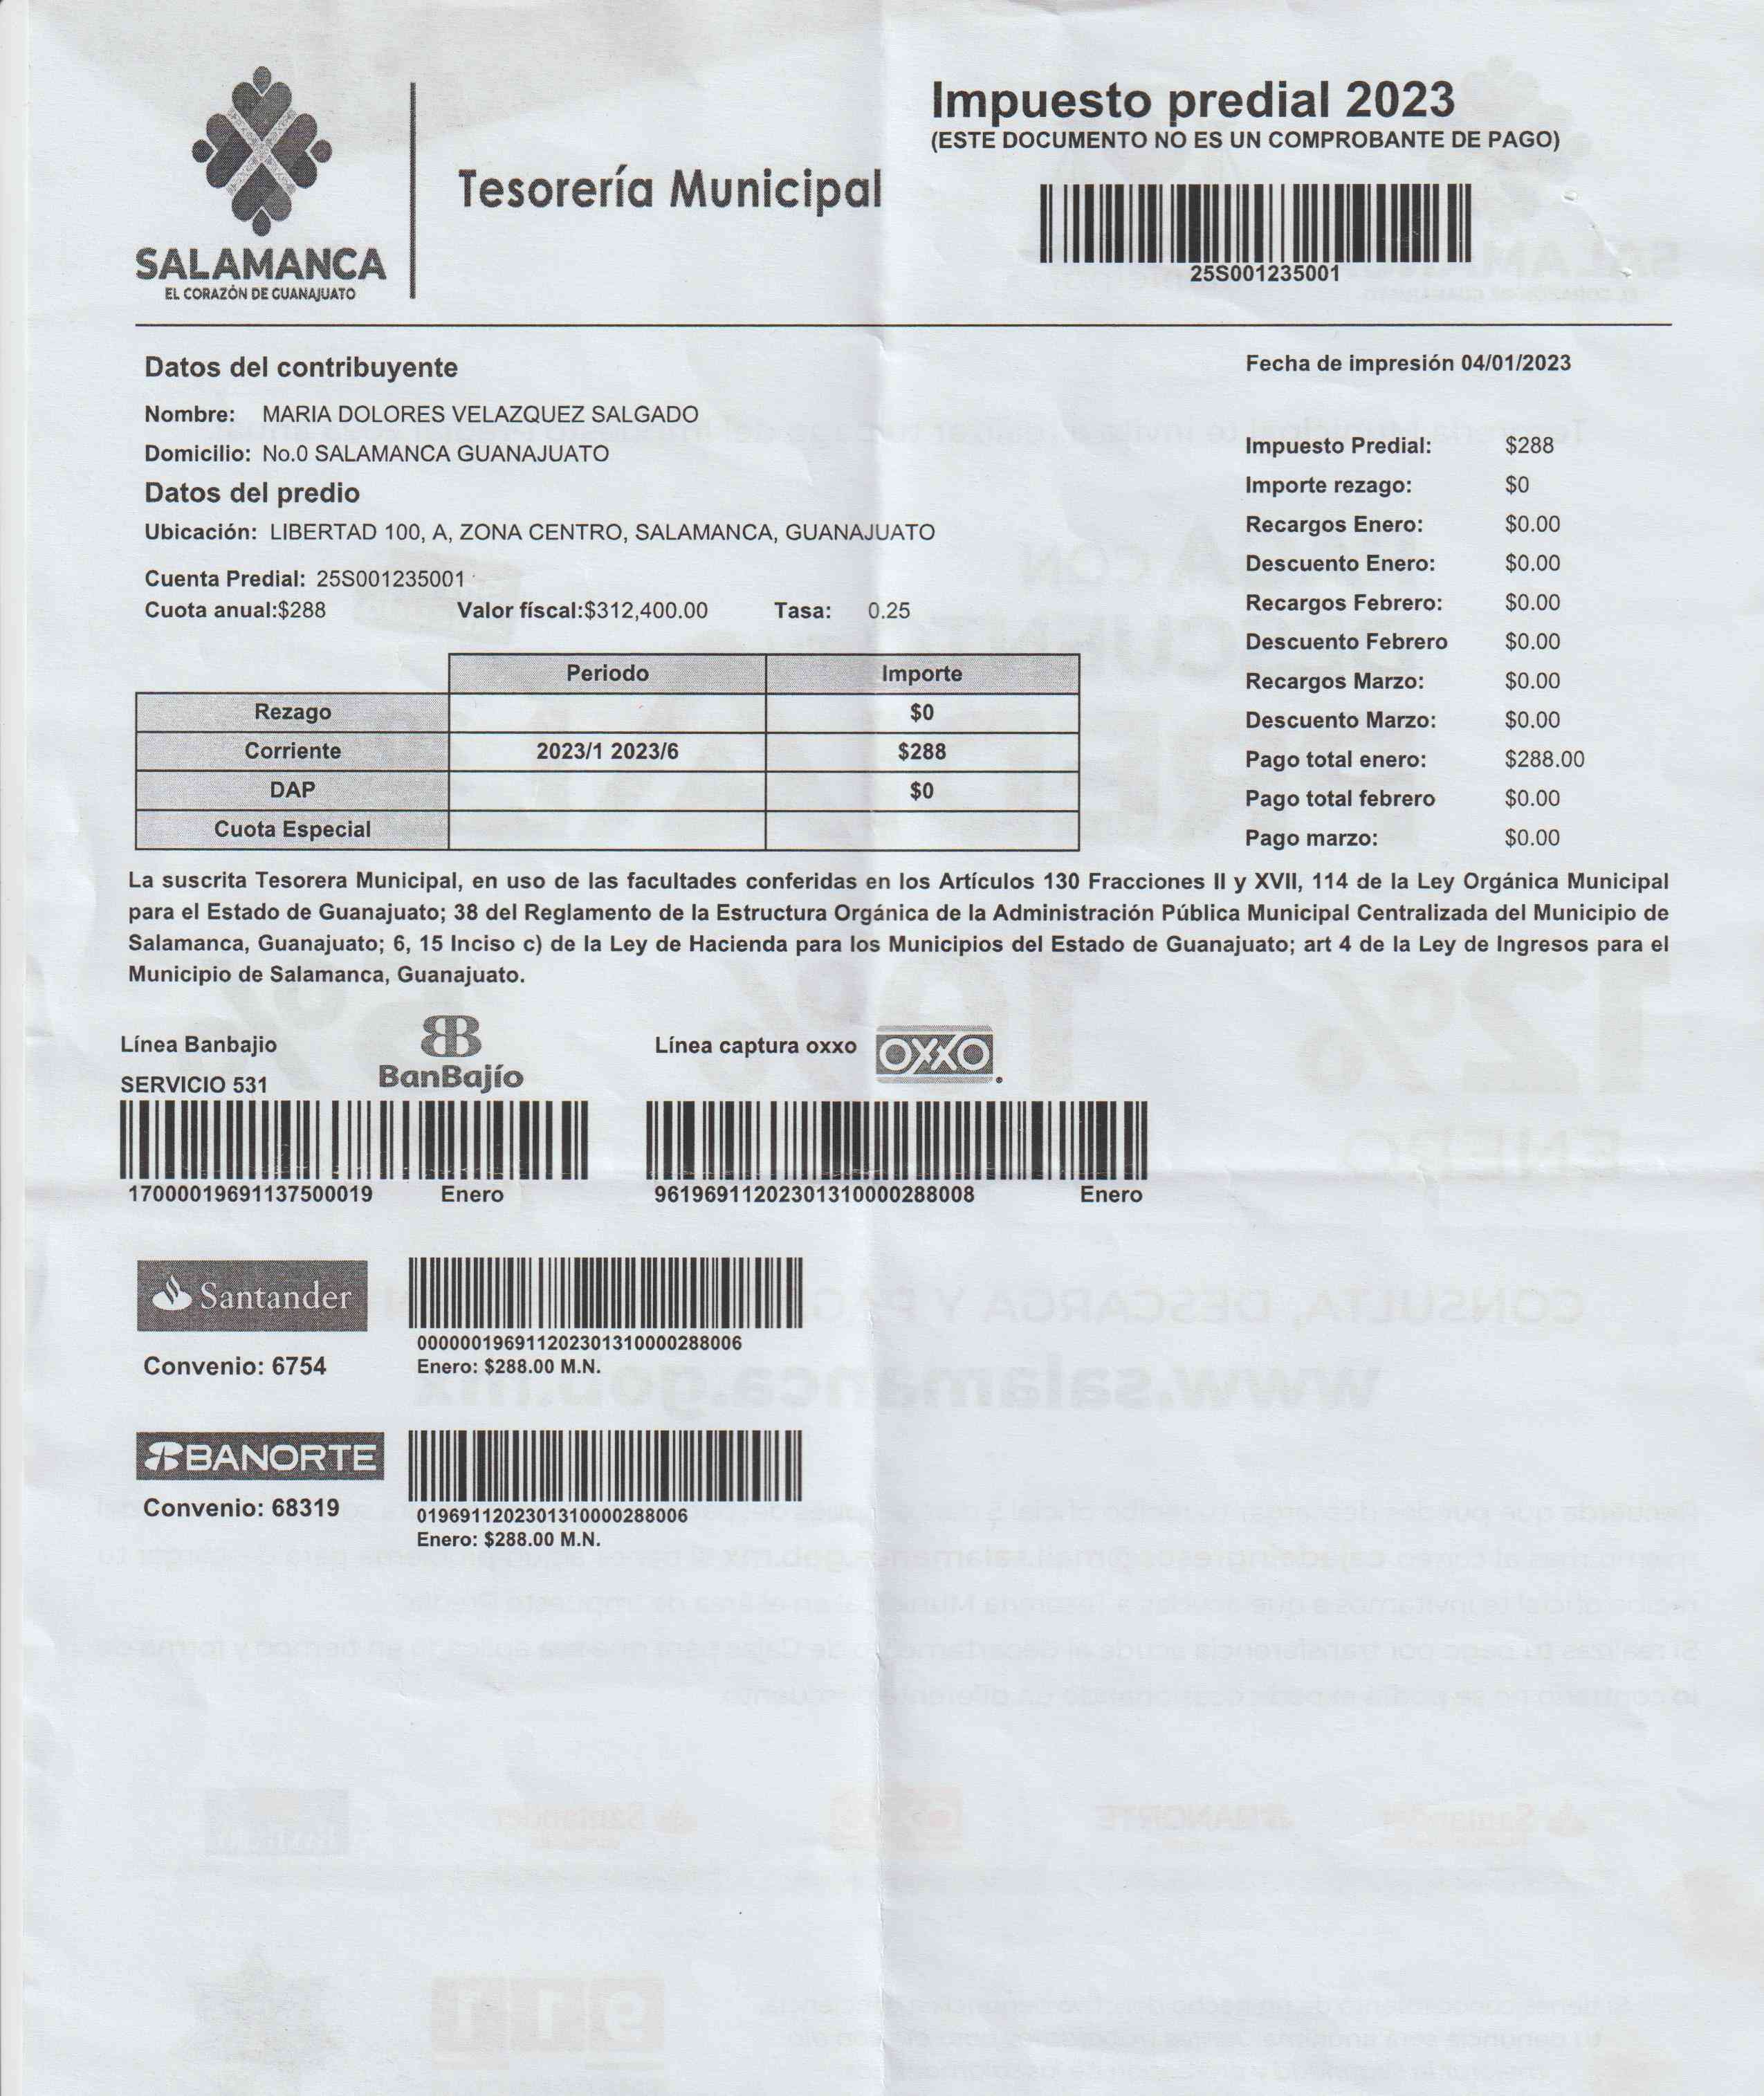 SALAMANCA
EL CORAZÓN DE GUANAJUATO
Tesorería Municipal
Impuesto predial 2023
(ESTE DOCUMENTO NO ES UN COMPROBANTE DE PAGO)
25S001235001
Datos del contribuyente
Nombre: MARIA DOLORES VELAZQUEZ SALGADO
Domicilio: No.0 SALAMANCA GUANAJUATO
Datos del predio
Ubicación: LIBERTAD 100, A, ZONA CENTRO, SALAMANCA, GUANAJUATO
Cuenta Predial: 25S001235001
Cuota anual:$288 Valor físcal:$312,400.00 Tasa: 0.25
Fecha de impresión 04/01/2023
Impuesto Predial: $288
Importe rezago: $0
Recargos Enero: $0.00
Descuento Enero: $0.00
Recargos Febrero: $0.00
Descuento Febrero $0.00
Recargos Marzo: $0.00
Descuento Marzo: $0.00
Pago total enero: $288.00
Pago total febrero $0.00
Pago marzo: $0.00
Periodo Importe
Rezago $0
Corriente 2023/1 2023/6 $288
DAP $0
Cuota Especial
La suscrita Tesorera Municipal, en uso de las facultades conferidas en los Artículos 130 Fracciones II y XVII, 114 de la Ley Orgánica Municipal
para el Estado de Guanajuato; 38 del Reglamento de la Estructura Orgánica de la Administración Pública Municipal Centralizada del Municipio de
Salamanca, Guanajuato; 6, 15 Inciso c) de la Ley de Hacienda para los Municipios del Estado de Guanajuato; art 4 de la Ley de Ingresos para el
Municipio de Salamanca, Guanajuato.
Línea Banbajio
SERVICIO 531
BanBajío
17000019691137500019 Enero
Línea captura oxxo
OXXO
96196911202301310000288008 Enero
Santander
Convenio: 6754
000000196911202301310000288006
Enero: $288.00 M.N.
BANORTE
Convenio: 68319
0196911202301310000288006
Enero: $288.00 M.N.